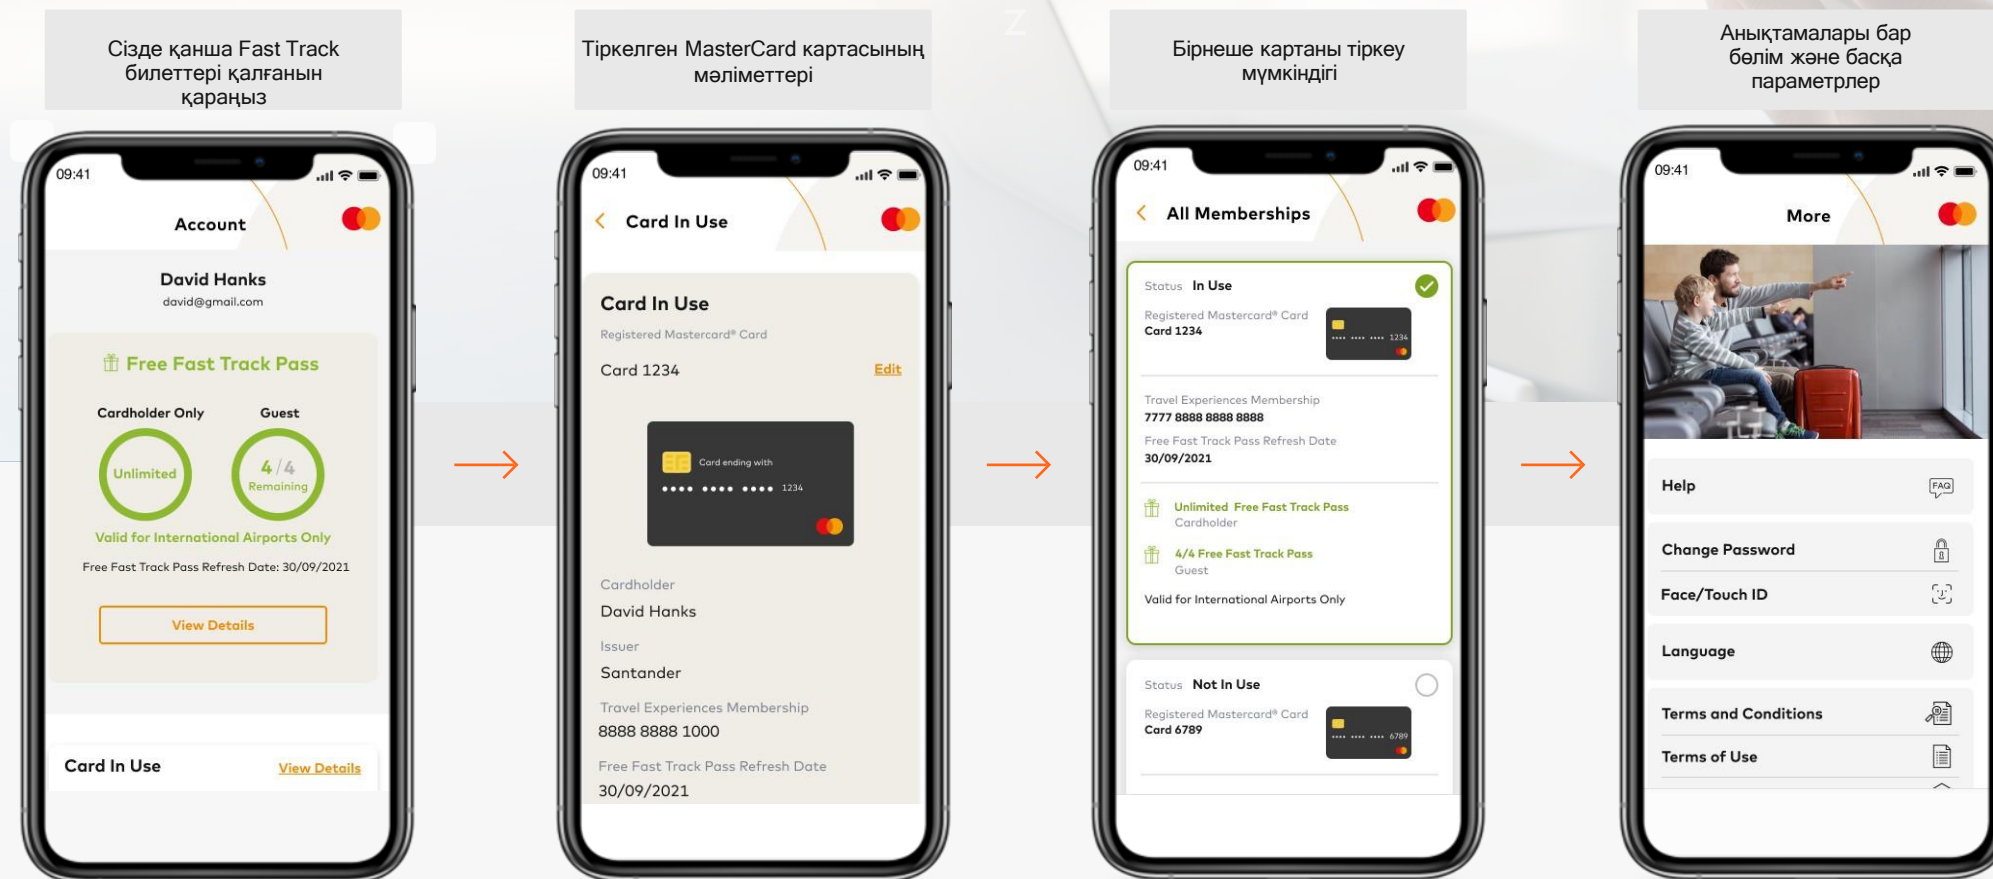 Сізде қанша Fast Track
билеттері қалғанын
қараңыз
09:41
Account
David Hanks
david@gmail.com
Free Fast Track Pass
Cardholder Only Guest
Unlimited
4/4
Remaining
Valid for International Airports Only
Free Fast Track Pass Refresh Date: 30/09/2021
View Details
Card In Use View Details
Тіркелген MasterCard картасының
мәліметтері
09:41
Card In Use
Card In Use
Registered Mastercard® Card
Card 1234 Edit
Card ending with
•••• •••• •••• 1234
Cardholder
David Hanks
Issuer
Santander
Travel Experiences Membership
8888 8888 1000
Free Fast Track Pass Refresh Date
30/09/2021
Z
Бірнеше картаны тіркеу
мүмкіндігі
09:41
All Memberships
Status In Use
Registered Mastercard® Card
Card 1234
•••• •••• •••• 1234
Travel Experiences Membership
7777 8888 8888 8888
Free Fast Track Pass Refresh Date
30/09/2021
Unlimited Free Fast Track Pass
Cardholder
4/4 Free Fast Track Pass
Guest
Valid for International Airports Only
Status Not In Use
Registered Mastercard® Card
Card 6789
•••• •••• •••• 6789
Анықтамалары бар
бөлім және басқа
параметрлер
09:41
More
Help FAQ
Change Password
Face/Touch ID
Language
Terms and Conditions
Terms of Use